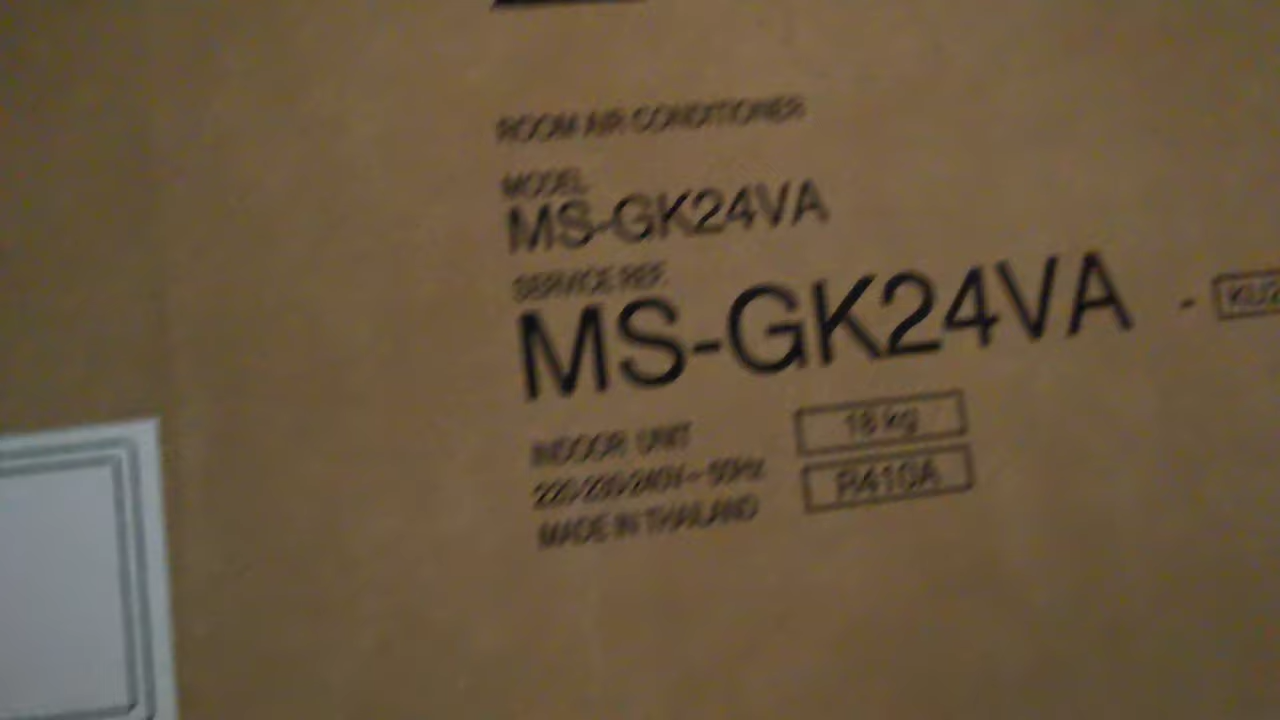 ROOM AIR CONDITIONER
MODEL
MS-GK24VA
SERVICE REF.
MS-GK24VA -
INDOOR UNIT 18 kg
220/230/240V~ 50Hz R410A
MADE IN THAILAND